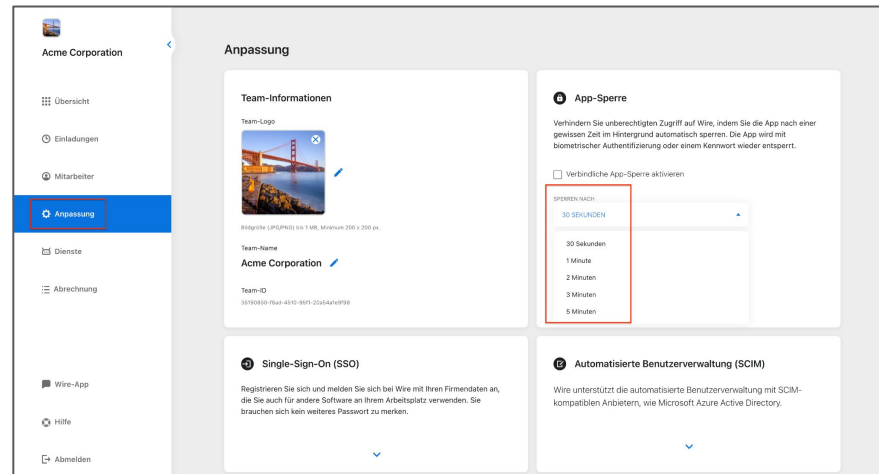 Acme Corporation
Übersicht
Einladungen
Mitarbeiter
Anpassung
Dienste
Abrechnung
Wire-App
Hilfe
Abmelden
Anpassung
Team-Informationen
Team-Logo
Bildgröße (JPG/PNG) bis 1 MB, Minimum 200 x 200 px.
Team-Name
Acme Corporation
Team-ID
App-Sperre
Verhindern Sie unberechtigten Zugriff auf Wire, indem Sie die App nach einer
gewissen Zeit im Hintergrund automatisch sperren. Die App wird mit
biometrischer Authentifizierung oder einem Kennwort wieder entsperrt.
Verbindliche App-Sperre aktivieren
SPERREN NACH
30 SEKUNDEN
30 Sekunden
1 Minute
2 Minuten
3 Minuten
5 Minuten
Single-Sign-On (SSO)
Registrieren Sie sich und melden Sie sich bei Wire mit Ihren Firmendaten an,
die Sie auch für andere Software an Ihrem Arbeitsplatz verwenden. Sie
brauchen sich kein weiteres Passwort zu merken.
Automatisierte Benutzerverwaltung (SCIM)
Wire unterstützt die automatisierte Benutzerverwaltung mit SCIM-
kompatiblen Anbietern, wie Microsoft Azure Active Directory.